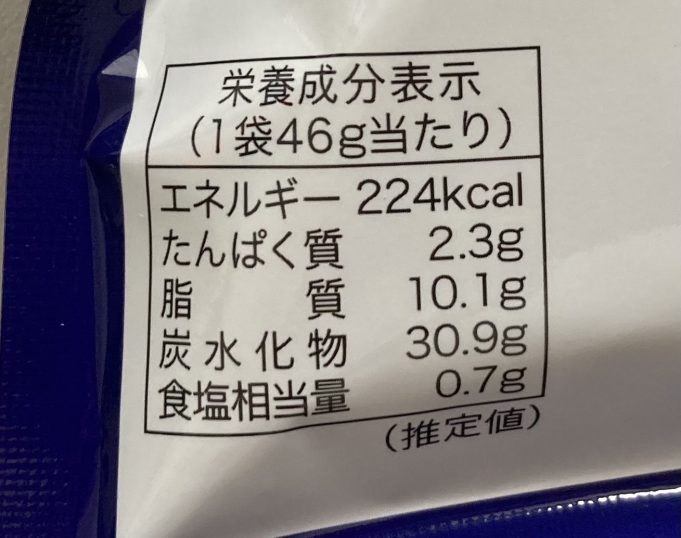 栄養成分表示
(1袋46g当たり)
エネルギー 224kcal
たんぱく質 2.3g
脂質 10.1g
炭水化物 30.9g
食塩相当量 0.7g
(推定値)